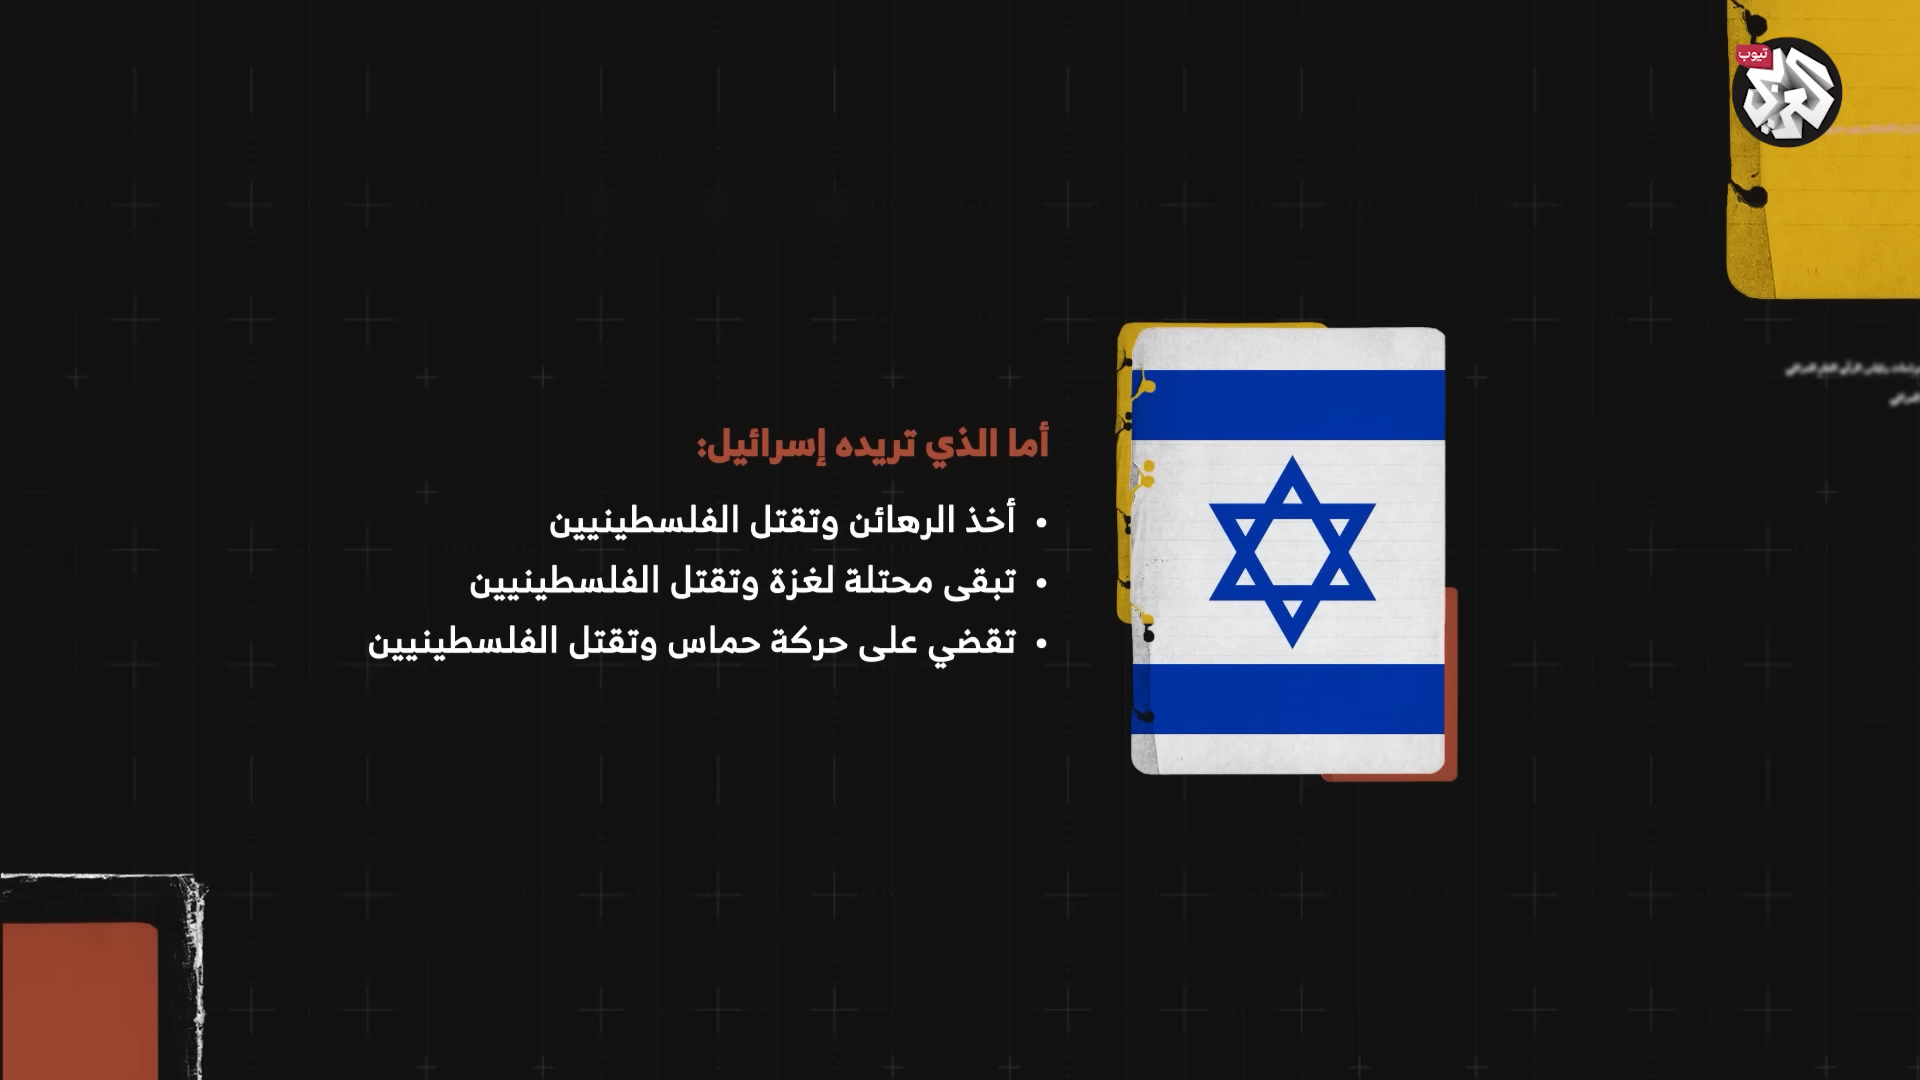 تيوب
العربي
أما الذي تريده إسرائيل:
• أخذ الرهائن وتقتل الفلسطينيين
• تبقى محتلة لغزة وتقتل الفلسطينيين
• تقضي على حركة حماس وتقتل الفلسطينيين